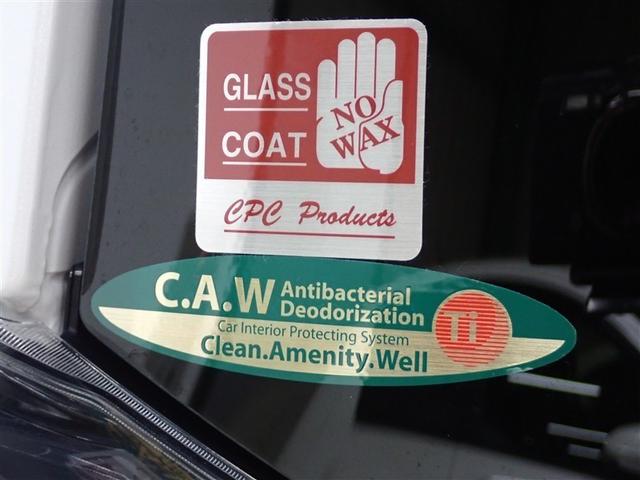 GLASS
COAT
NO
WAX
CPC Products
C.A.W Antibacterial
Deodorization
Car Interior Protecting System
Clean.Amenity.Well
Ti